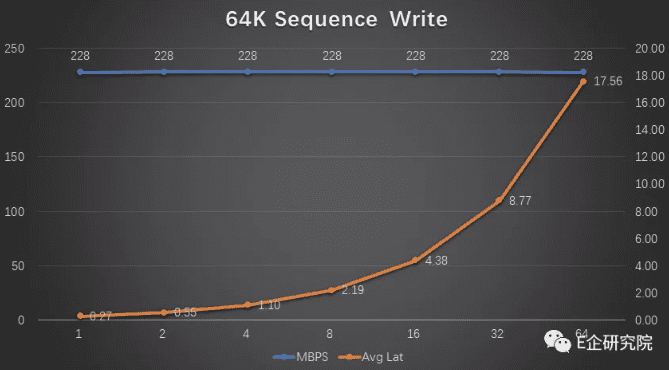 64K Sequence Write
250 228 228 228 228 228 228 228 20.00
18.00
200 17.56
16.00
14.00
150
12.00
10.00
100 8.77 8.00
6.00
50 4.38
4.00
2.19
2.00
0.27 0.55 1.10
0 0.00
1 2 4 8 16 32 64
E企研究院
MBPS Avg Lat